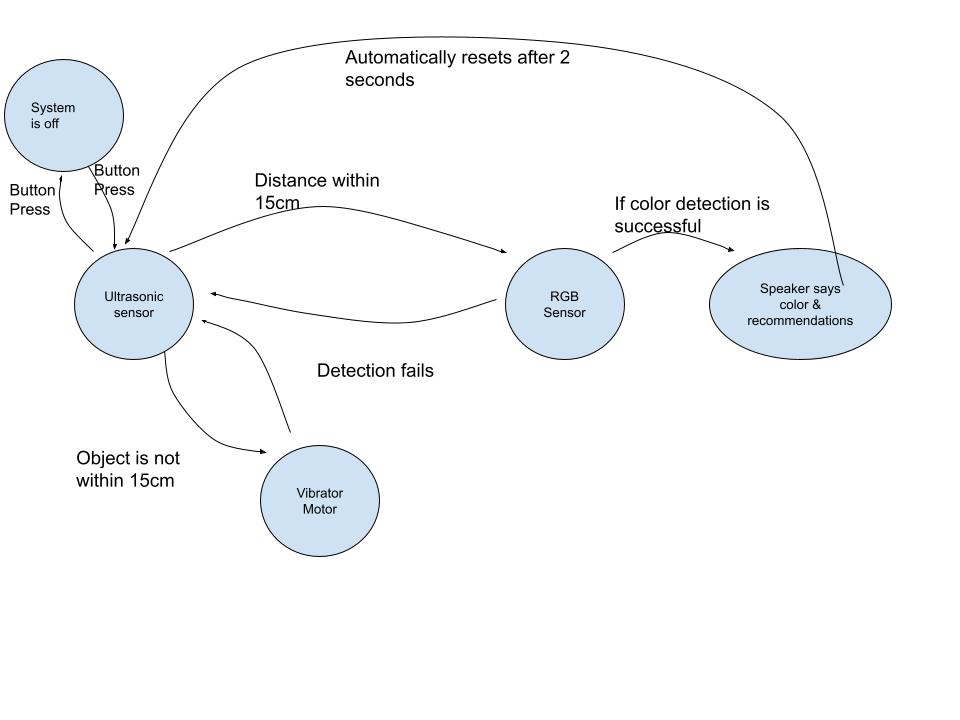 Automatically resets after 2
seconds
System
is off
Button
Press
Button
Press
Distance within
15cm
If color detection is
successful
Ultrasonic
sensor
RGB
Sensor
Speaker says
color &
recommendations
Detection fails
Object is not
within 15cm
Vibrator
Motor